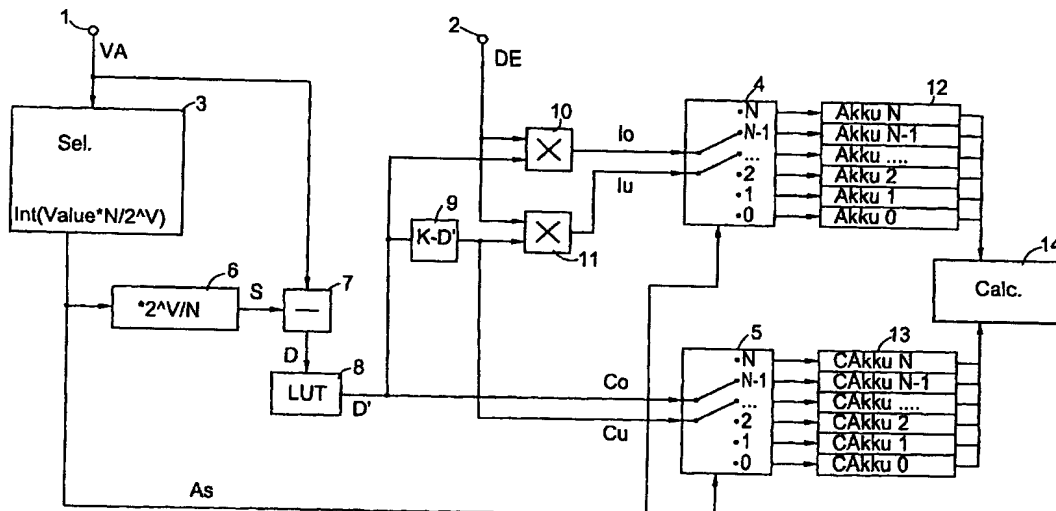 1
VA
3
Sel.
Int(Value*N/2^V)
6
*2^V/N
S
7
—
D
8
LUT
D'
As
2
DE
10
X
Io
Iu
9
K-D'
X
11
4
N
N-1
...
2
1
0
12
Akku N
Akku N-1
Akku ....
Akku 2
Akku 1
Akku 0
14
Calc.
Co
Cu
5
N
N-1
...
2
1
0
13
CAkku N
CAkku N-1
CAkku ....
CAkku 2
CAkku 1
CAkku 0